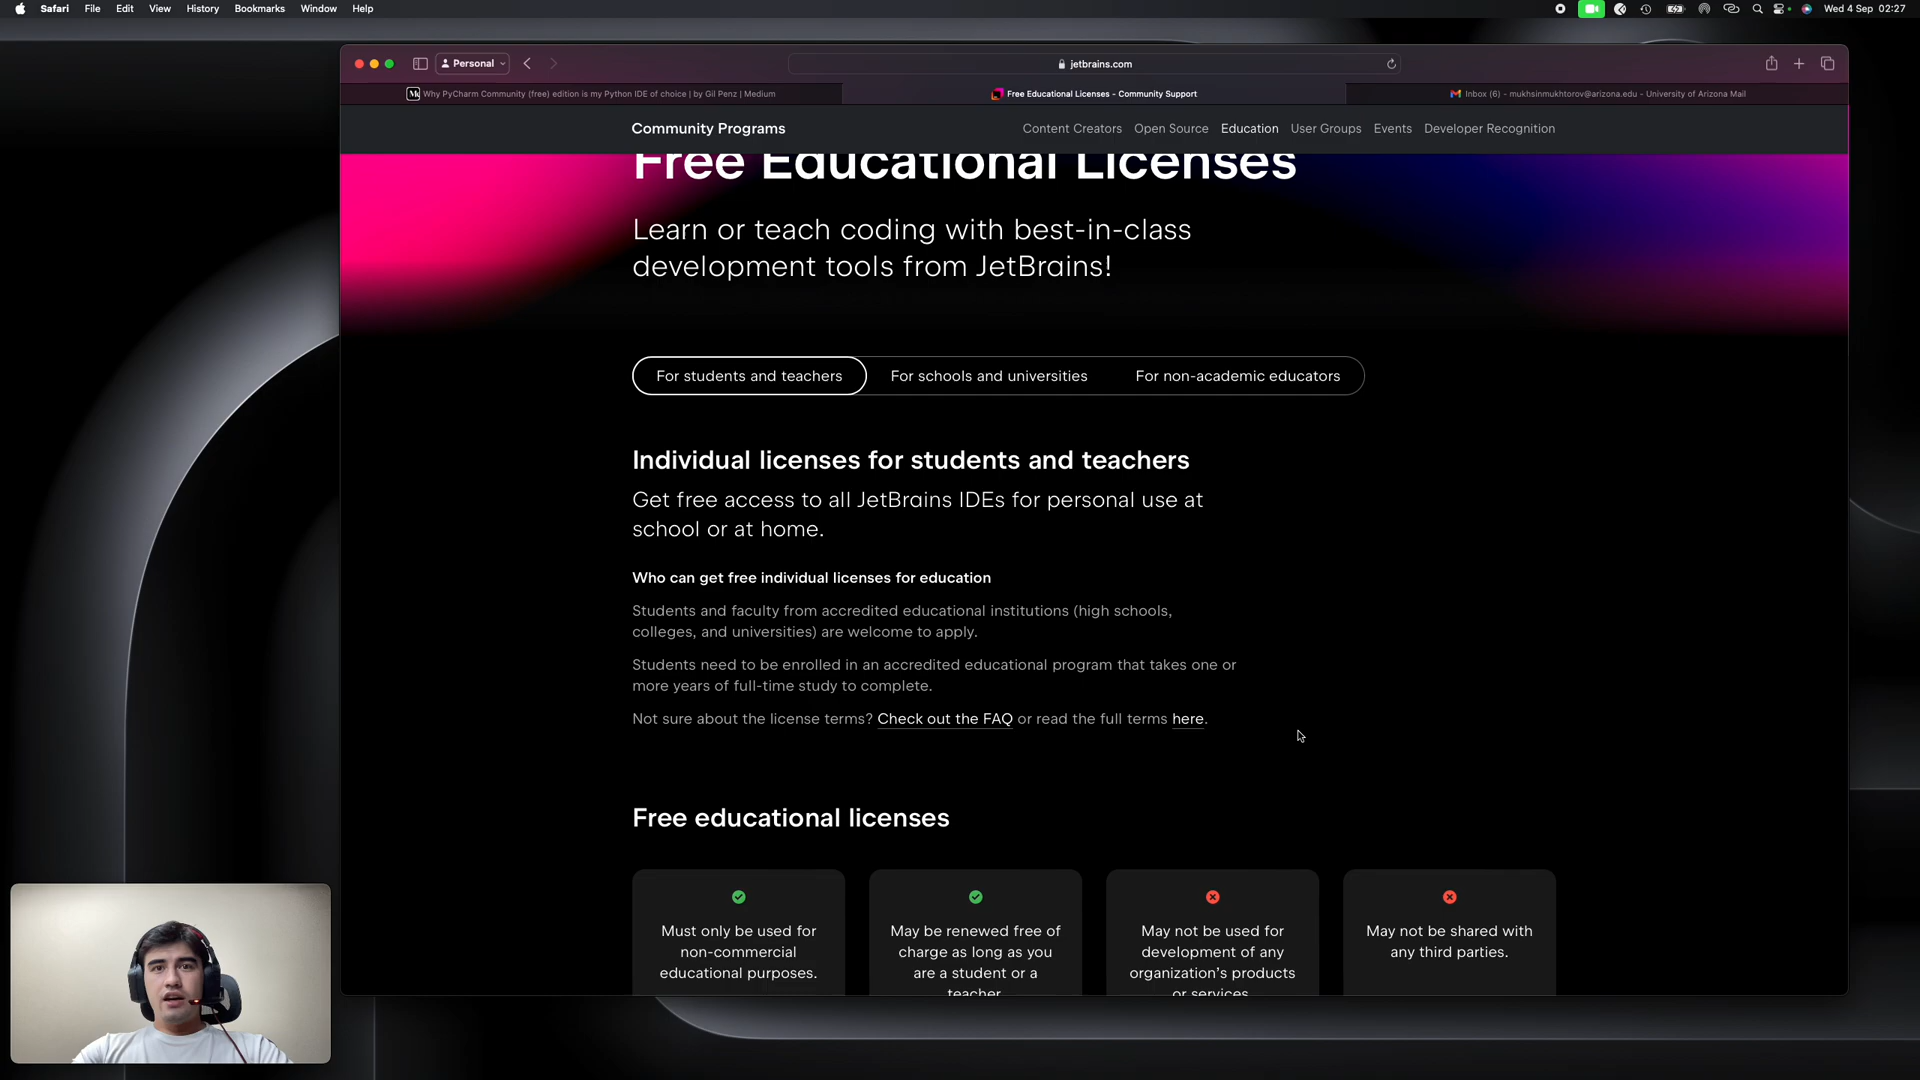 Safari File Edit View History Bookmarks Window Help
Wed 4 Sep 02:27
Personal
jetbrains.com
Why PyCharm Community (free) edition is my Python IDE of choice | by Gil Penz | Medium
Free Educational Licenses - Community Support
Inbox (6) - mukhsinmukhtorov@arizona.edu - University of Arizona Mail
Community Programs
Content Creators Open Source Education User Groups Events Developer Recognition
Free Educational Licenses
Learn or teach coding with best-in-class
development tools from JetBrains!
For students and teachers
For schools and universities
For non-academic educators
Individual licenses for students and teachers
Get free access to all JetBrains IDEs for personal use at
school or at home.
Who can get free individual licenses for education
Students and faculty from accredited educational institutions (high schools,
colleges, and universities) are welcome to apply.
Students need to be enrolled in an accredited educational program that takes one or
more years of full-time study to complete.
Not sure about the license terms? Check out the FAQ or read the full terms here.
Free educational licenses
Must only be used for
non-commercial
educational purposes.
May be renewed free of
charge as long as you
are a student or a
teacher.
May not be used for
development of any
organization's products
or services.
May not be shared with
any third parties.